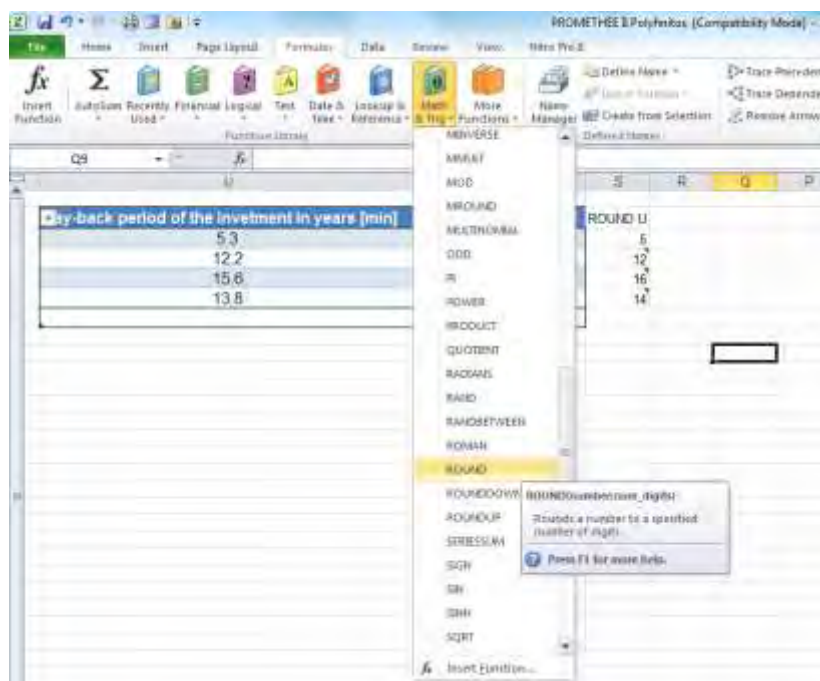 PROMETHEE II Polyfinitos [Compatibility Mode] -
File Home Insert Page Layout Formulas Data Review View Nitro Pro 8
Insert Function
AutoSum
Recently Used
Financial
Logical
Text
Date & Time
Lookup & Reference
Math & Trig
More Functions
Name Manager
Define Name
Create from Selection
Trace Preceden
Trace Depende
Remove Arrow
Function Library
Defined Names
Q9 fx
U S R Q P
ay-back period of the invetment in years [min]
ROUND U
5.3 5
12.2 12
15.6 16
13.8 14
MINVERSE
MMULT
MOD
MROUND
MULTINOMIAL
ODD
PI
POWER
PRODUCT
QUOTIENT
RADIANS
RAND
RANDBETWEEN
ROMAN
ROUND
ROUNDDOWN
ROUNDUP
SERIESSUM
SIGN
SIN
SINH
SQRT
fx Insert Function...
ROUND(number;num_digits)
Rounds a number to a specified
number of digits
Press F1 for more help.